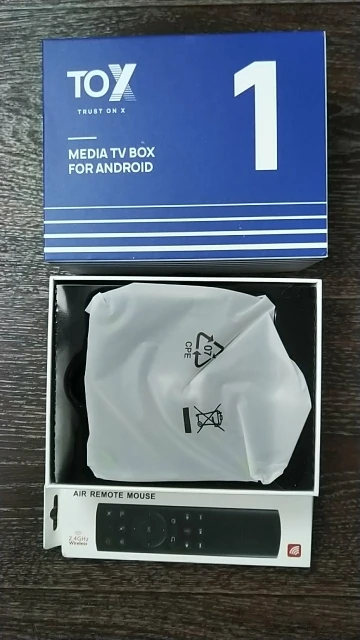 TOX
TRUST ON X
1
MEDIA TV BOX
FOR ANDROID
07
CPE
AIR REMOTE MOUSE
2.4GHz
Wireless